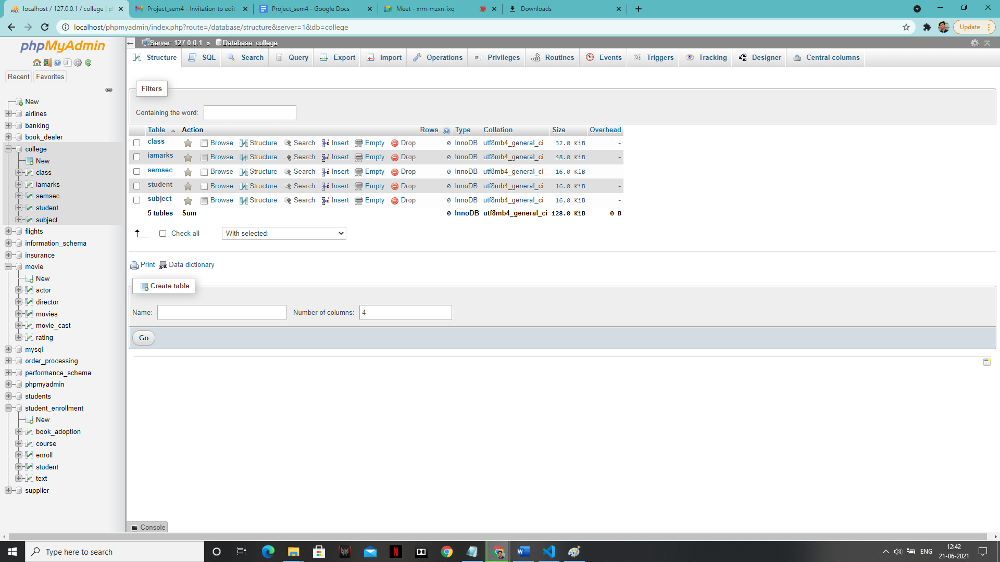 localhost / 127.0.0.1 / college | ph
Project_sem4 - Invitation to edit
Project_sem4 - Google Docs
Meet - xrm-mzxn-ixq
Downloads
localhost/phpmyadmin/index.php?route=/database/structure&server=1&db=college
Update
phpMyAdmin
Recent Favorites
New
airlines
banking
book_dealer
college
New
class
iamarks
semsec
student
subject
flights
information_schema
insurance
movie
New
actor
director
movies
movie_cast
rating
mysql
order_processing
performance_schema
phpmyadmin
students
student_enrollment
New
book_adoption
course
enroll
student
text
supplier
Server: 127.0.0.1 » Database: college
Structure SQL Search Query Export Import Operations Privileges Routines Events Triggers Tracking Designer Central columns
Filters
Containing the word:
Table Action Rows Type Collation Size Overhead
class Browse Structure Search Insert Empty Drop 0 InnoDB utf8mb4_general_ci 32.0 KiB -
iamarks Browse Structure Search Insert Empty Drop 0 InnoDB utf8mb4_general_ci 48.0 KiB -
semsec Browse Structure Search Insert Empty Drop 0 InnoDB utf8mb4_general_ci 16.0 KiB -
student Browse Structure Search Insert Empty Drop 0 InnoDB utf8mb4_general_ci 16.0 KiB -
subject Browse Structure Search Insert Empty Drop 0 InnoDB utf8mb4_general_ci 16.0 KiB -
5 tables Sum 0 InnoDB utf8mb4_general_ci 128.0 KiB 0 B
Check all With selected:
Print Data dictionary
Create table
Name: Number of columns: 4
Go
Console
Type here to search
ENG
12:42
21-06-2021